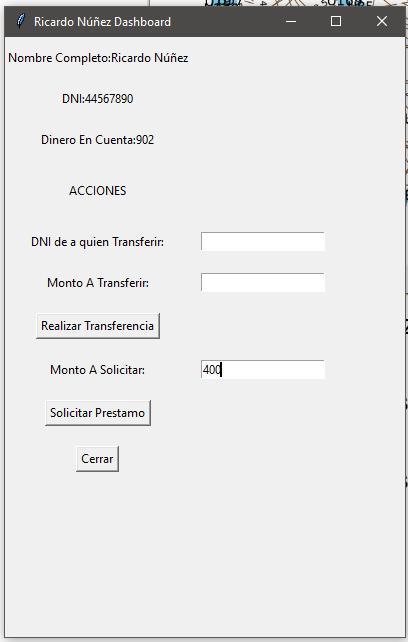 Ricardo Núñez Dashboard
Nombre Completo:Ricardo Núñez
DNI:44567890
Dinero En Cuenta:902
ACCIONES
DNI de a quien Transferir:
Monto A Transferir:
Realizar Transferencia
Monto A Solicitar: 400
Solicitar Prestamo
Cerrar